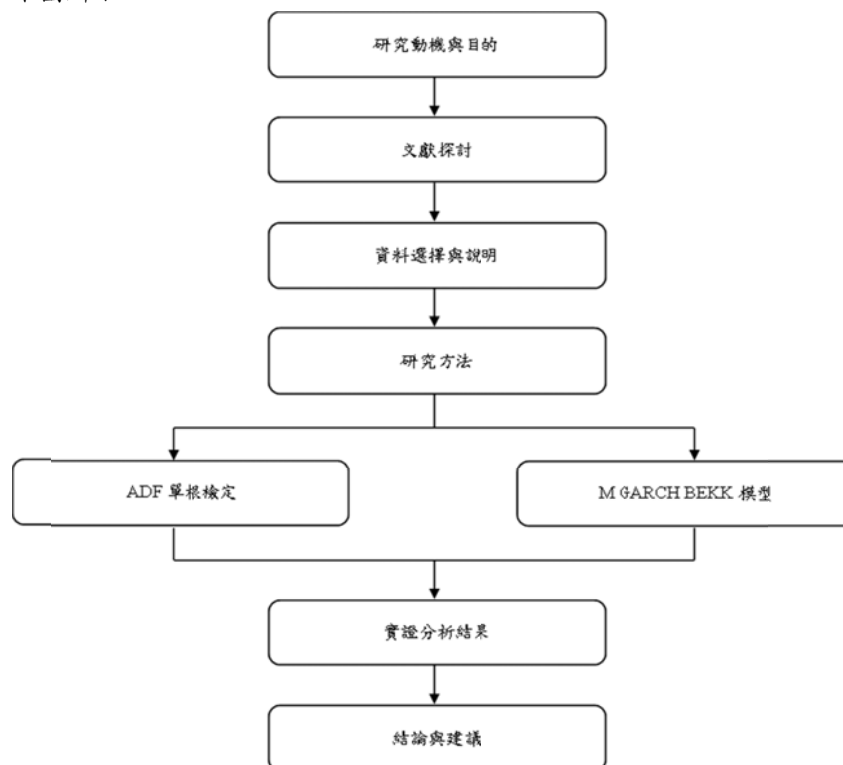 研究動機與目的
文獻探討
資料選擇與說明
研究方法
ADF 單根檢定
M GARCH BEKK 模型
實證分析結果
結論與建議